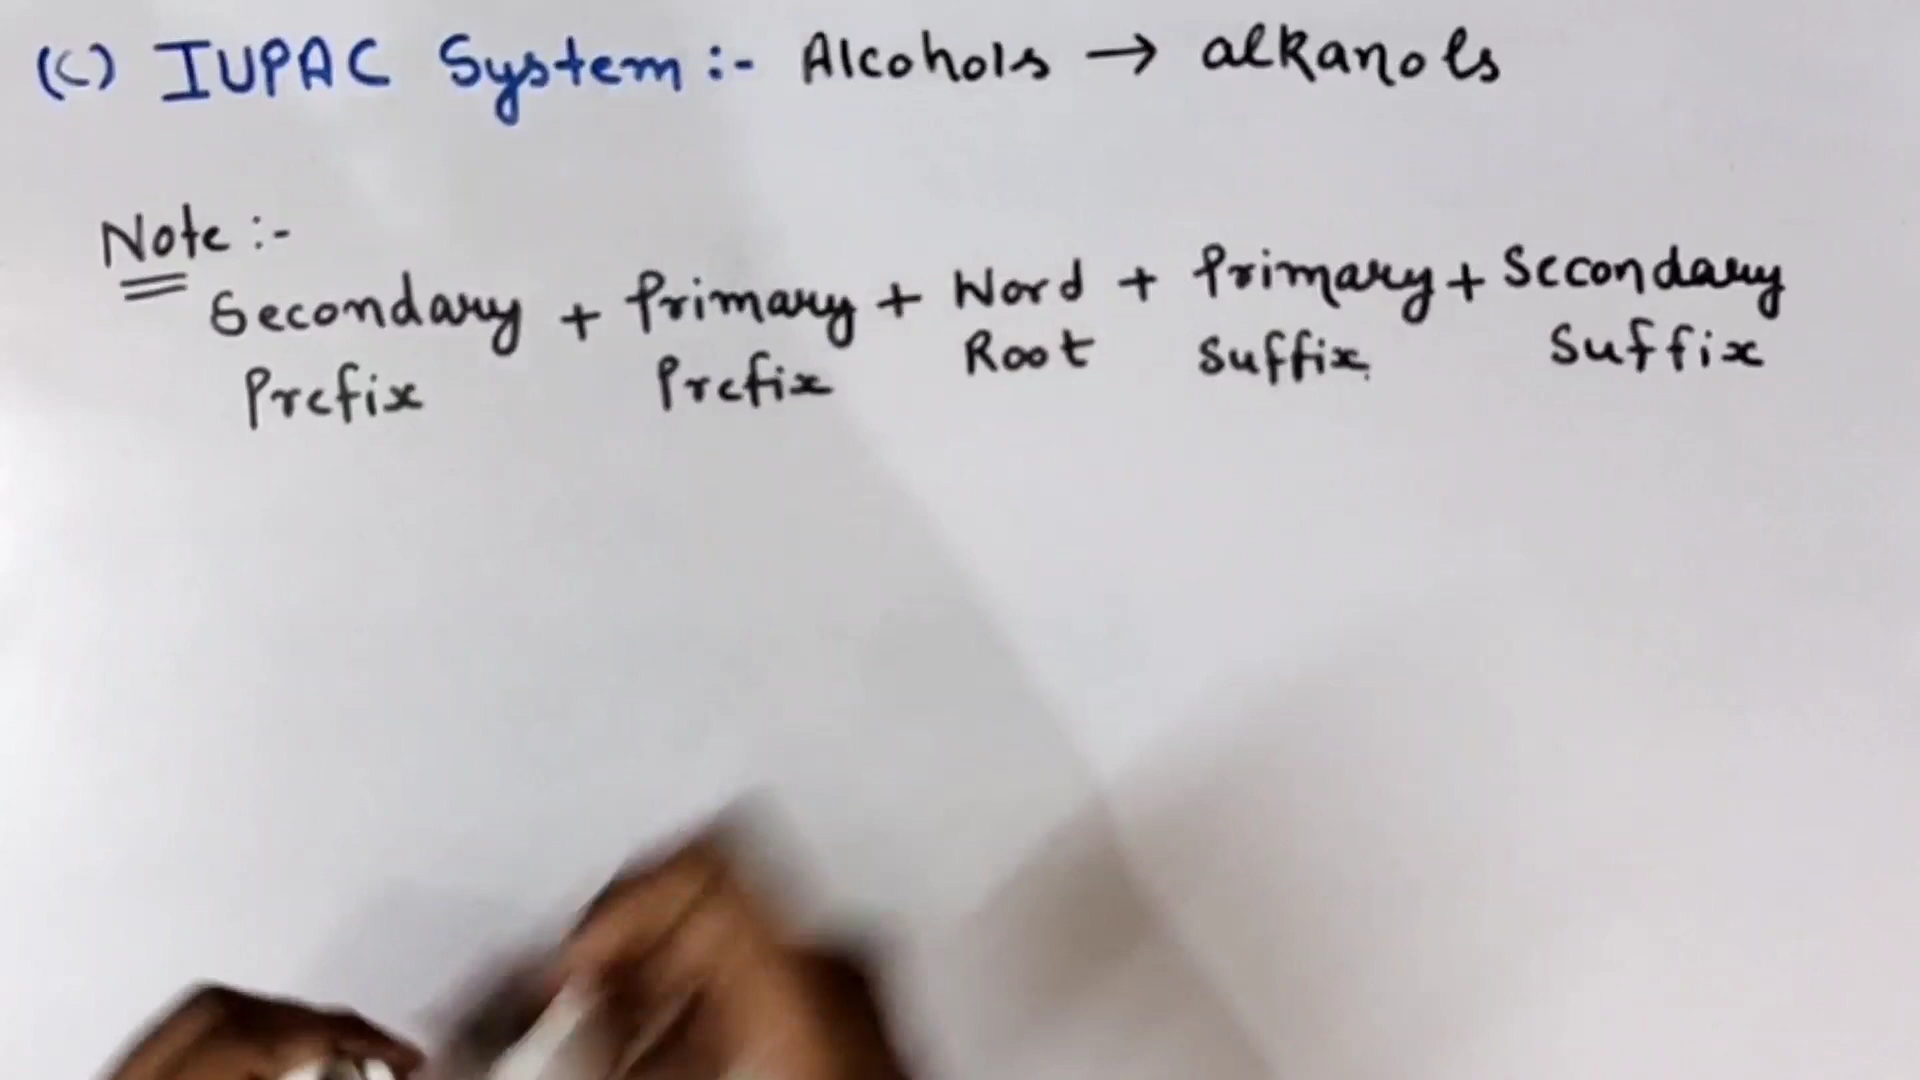 (C) IUPAC System :- Alcohols → alkanols
Note :-
Secondary Prefix + Primary Prefix + Word Root + Primary Suffix + Secondary Suffix